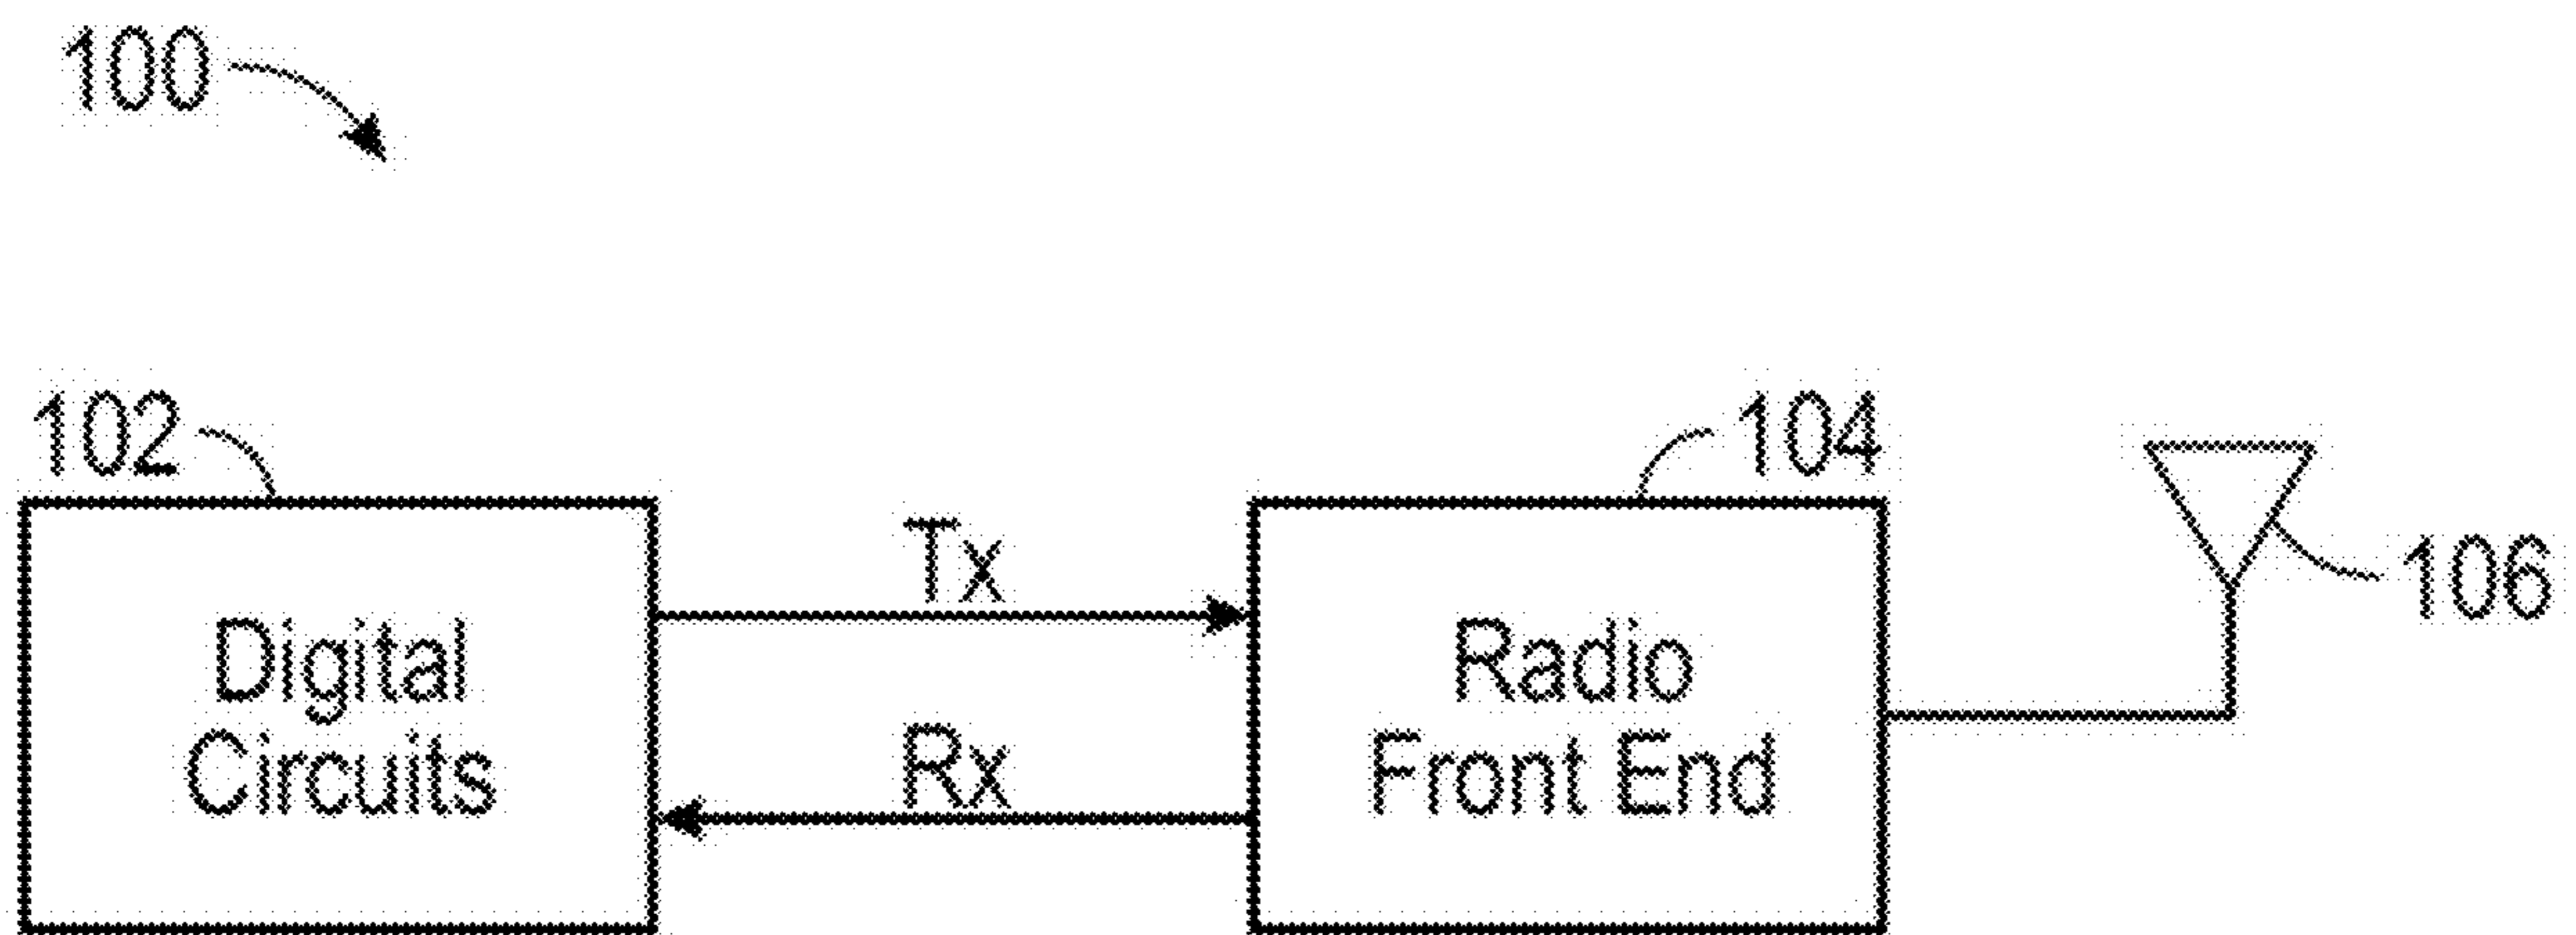 100
102
104
106
Tx
Digital
Circuits
Radio
Front End
Rx